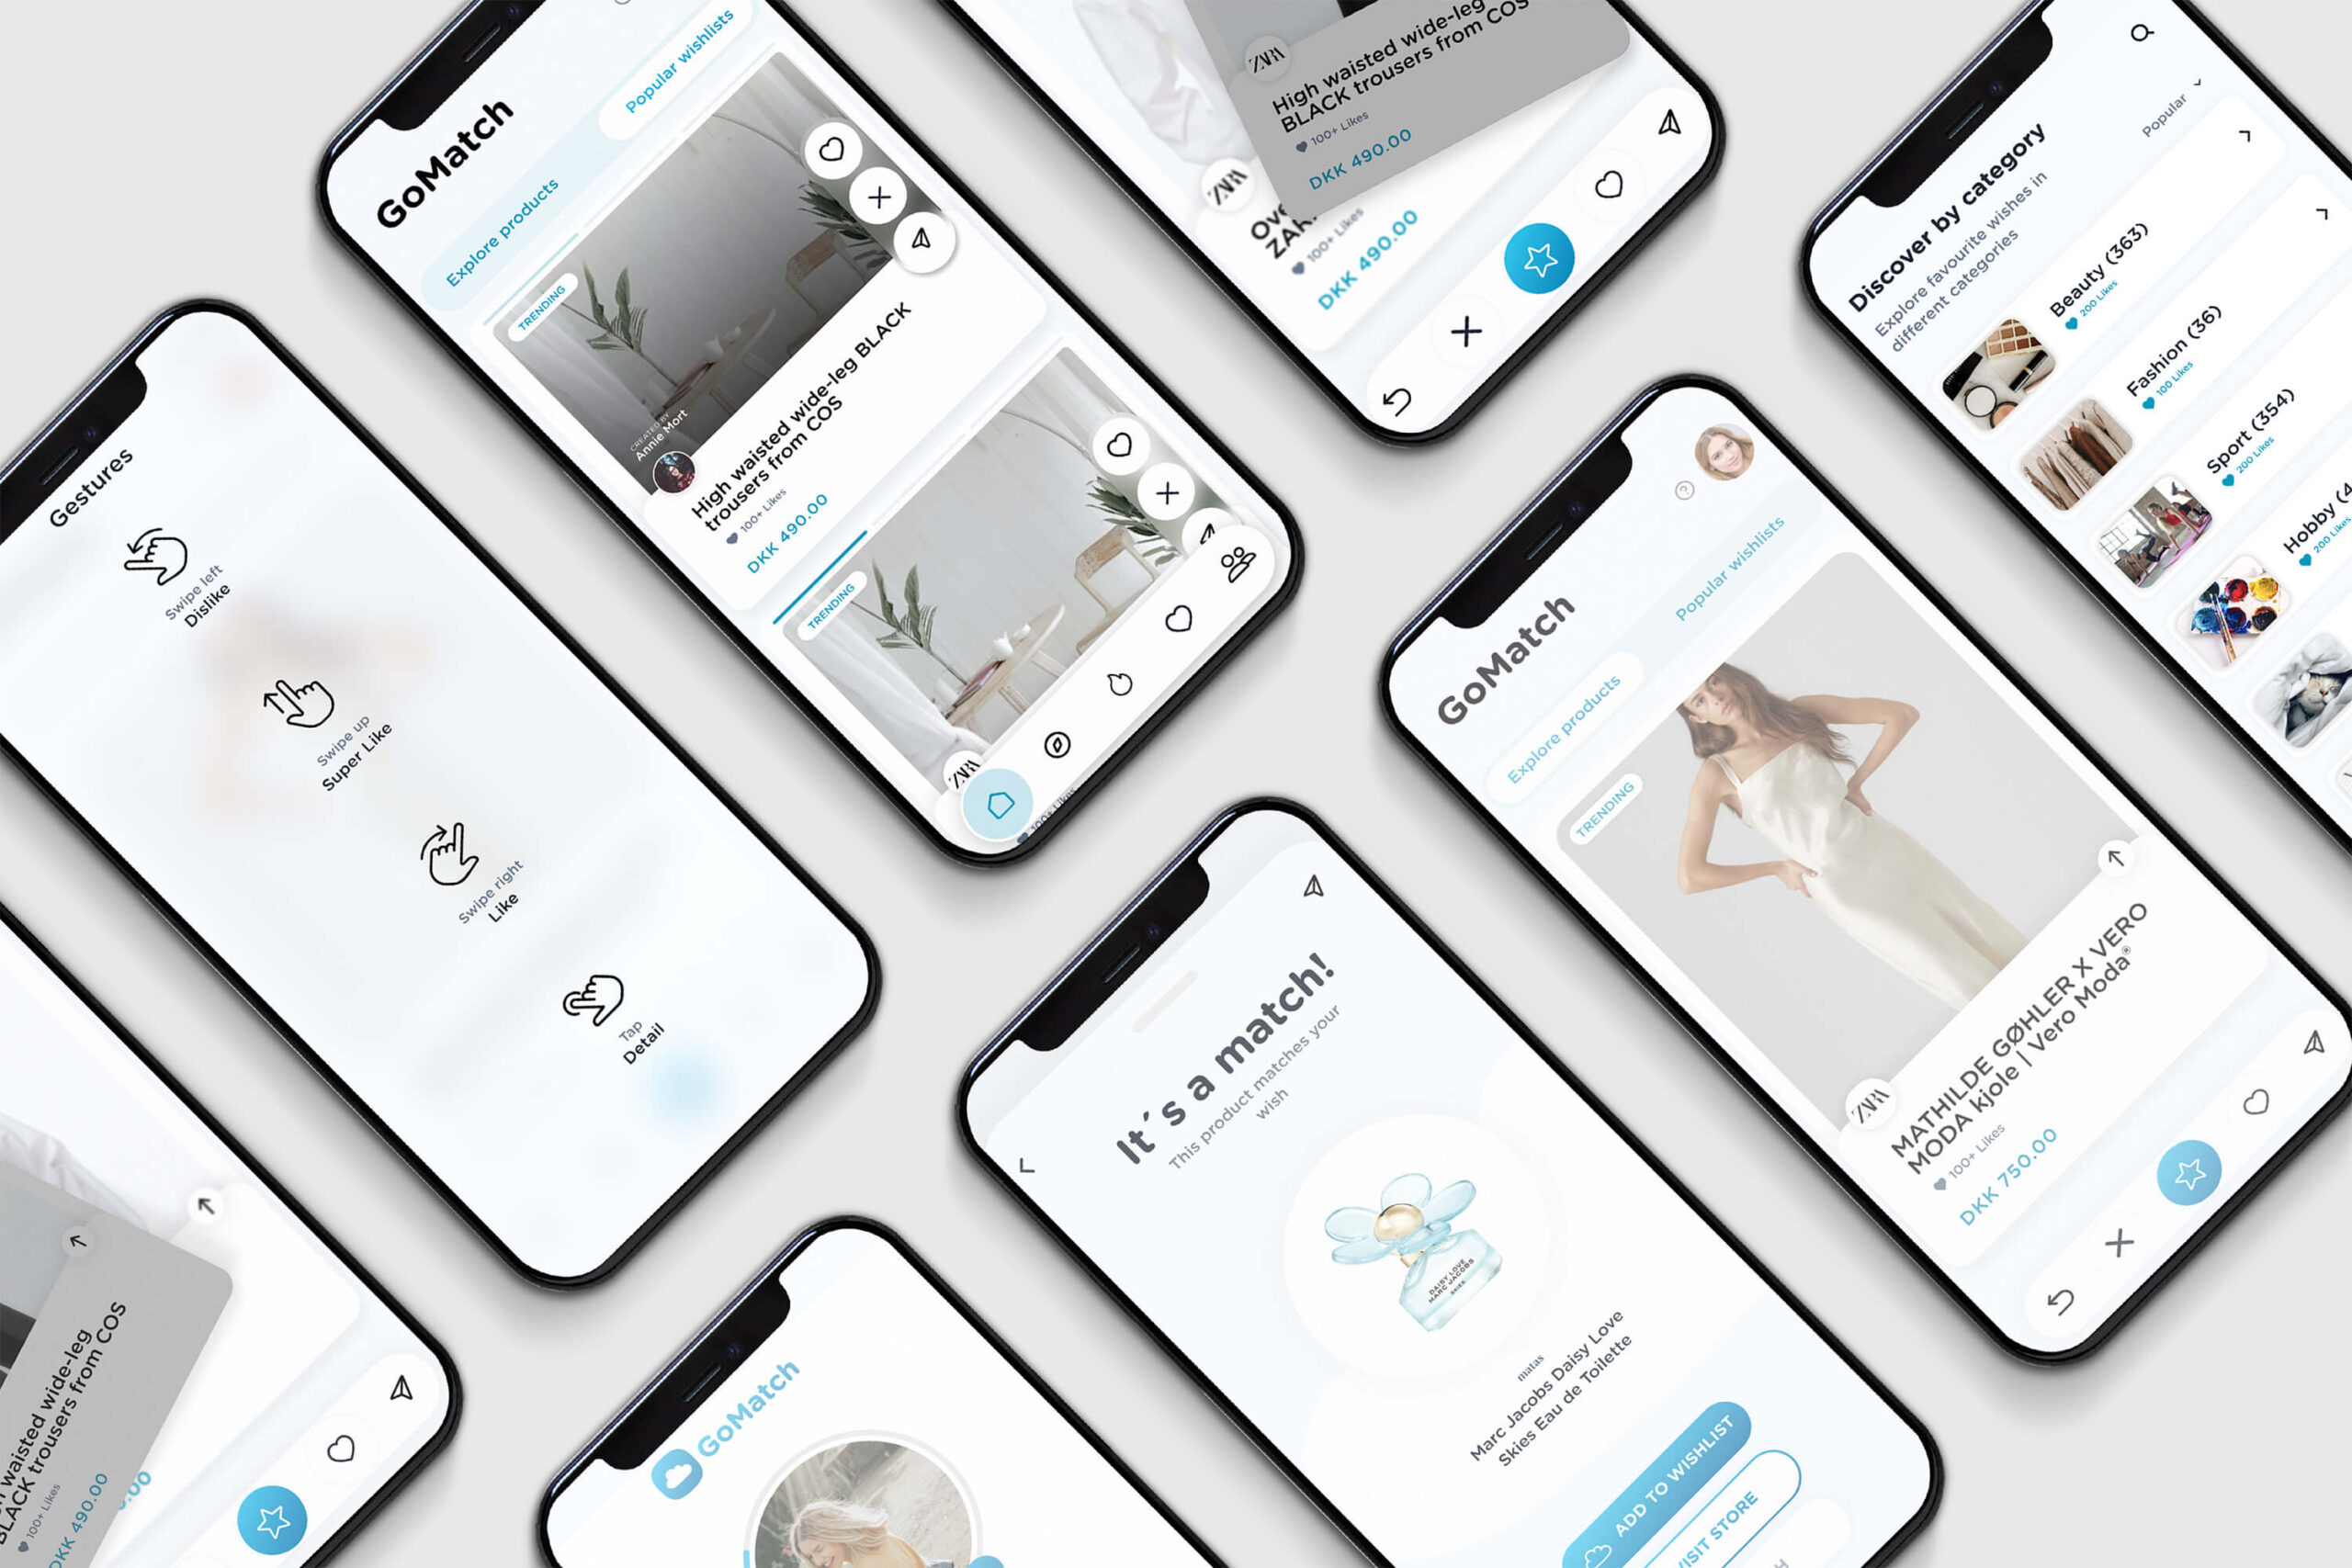 GoMatch
Explore products
Popular wishlists
TRENDING
CREATED BY
Annie Mort
High waisted wide-leg BLACK
trousers from COS
100+ Likes
DKK 490.00
TRENDING
ZARA
100+ Likes
ZARA
High waisted wide-leg
BLACK trousers from COS
100+ Likes
DKK 490.00
ZARA
100+ Likes
DKK 490.00
Discover by category
Explore favourite wishes in
different categories
Popular
Beauty (363)
200 Likes
Fashion (36)
100 Likes
Sport (354)
200 Likes
Hobby (4
200 Likes
Gestures
Swipe left
Dislike
Swipe up
Super Like
Swipe right
Like
Tap
Detail
GoMatch
Explore products
Popular wishlists
TRENDING
ZARA
MATHILDE GØHLER X VERO
MODA kjole | Vero Moda®
100+ Likes
DKK 750.00
It´s a match!
This product matches your
wish
DAISY LOVE
MARC JACOBS
SKIES
matas
Marc Jacobs Daisy Love
Skies Eau de Toilette
ADD TO WISHLIST
VISIT STORE
waisted wide-leg
BLACK trousers from COS
100+ Likes
DKK 490.00
GoMatch